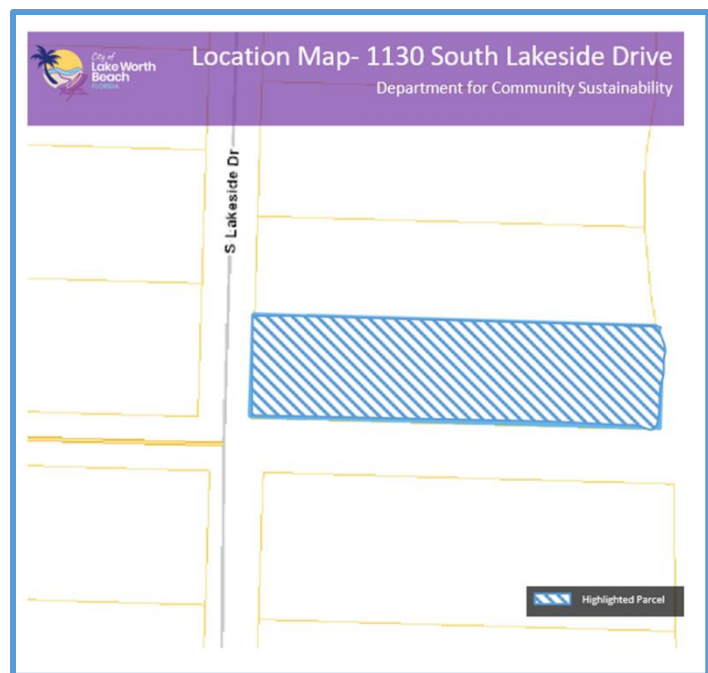 City of
Lake Worth
Beach
FLORIDA
Location Map- 1130 South Lakeside Drive
Department for Community Sustainability
S Lakeside Dr
Highlighted Parcel